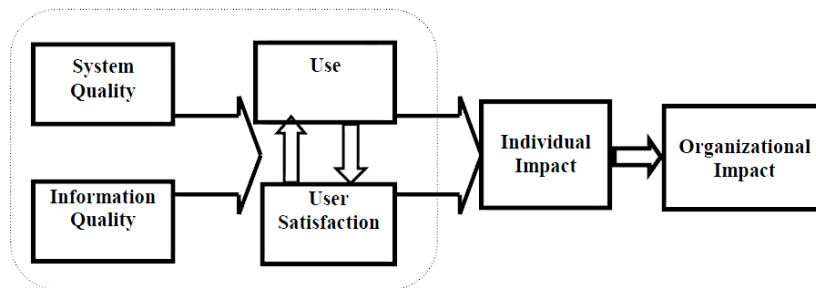 System
Quality
Use
Individual
Impact
Organizational
Impact
Information
Quality
User
Satisfaction